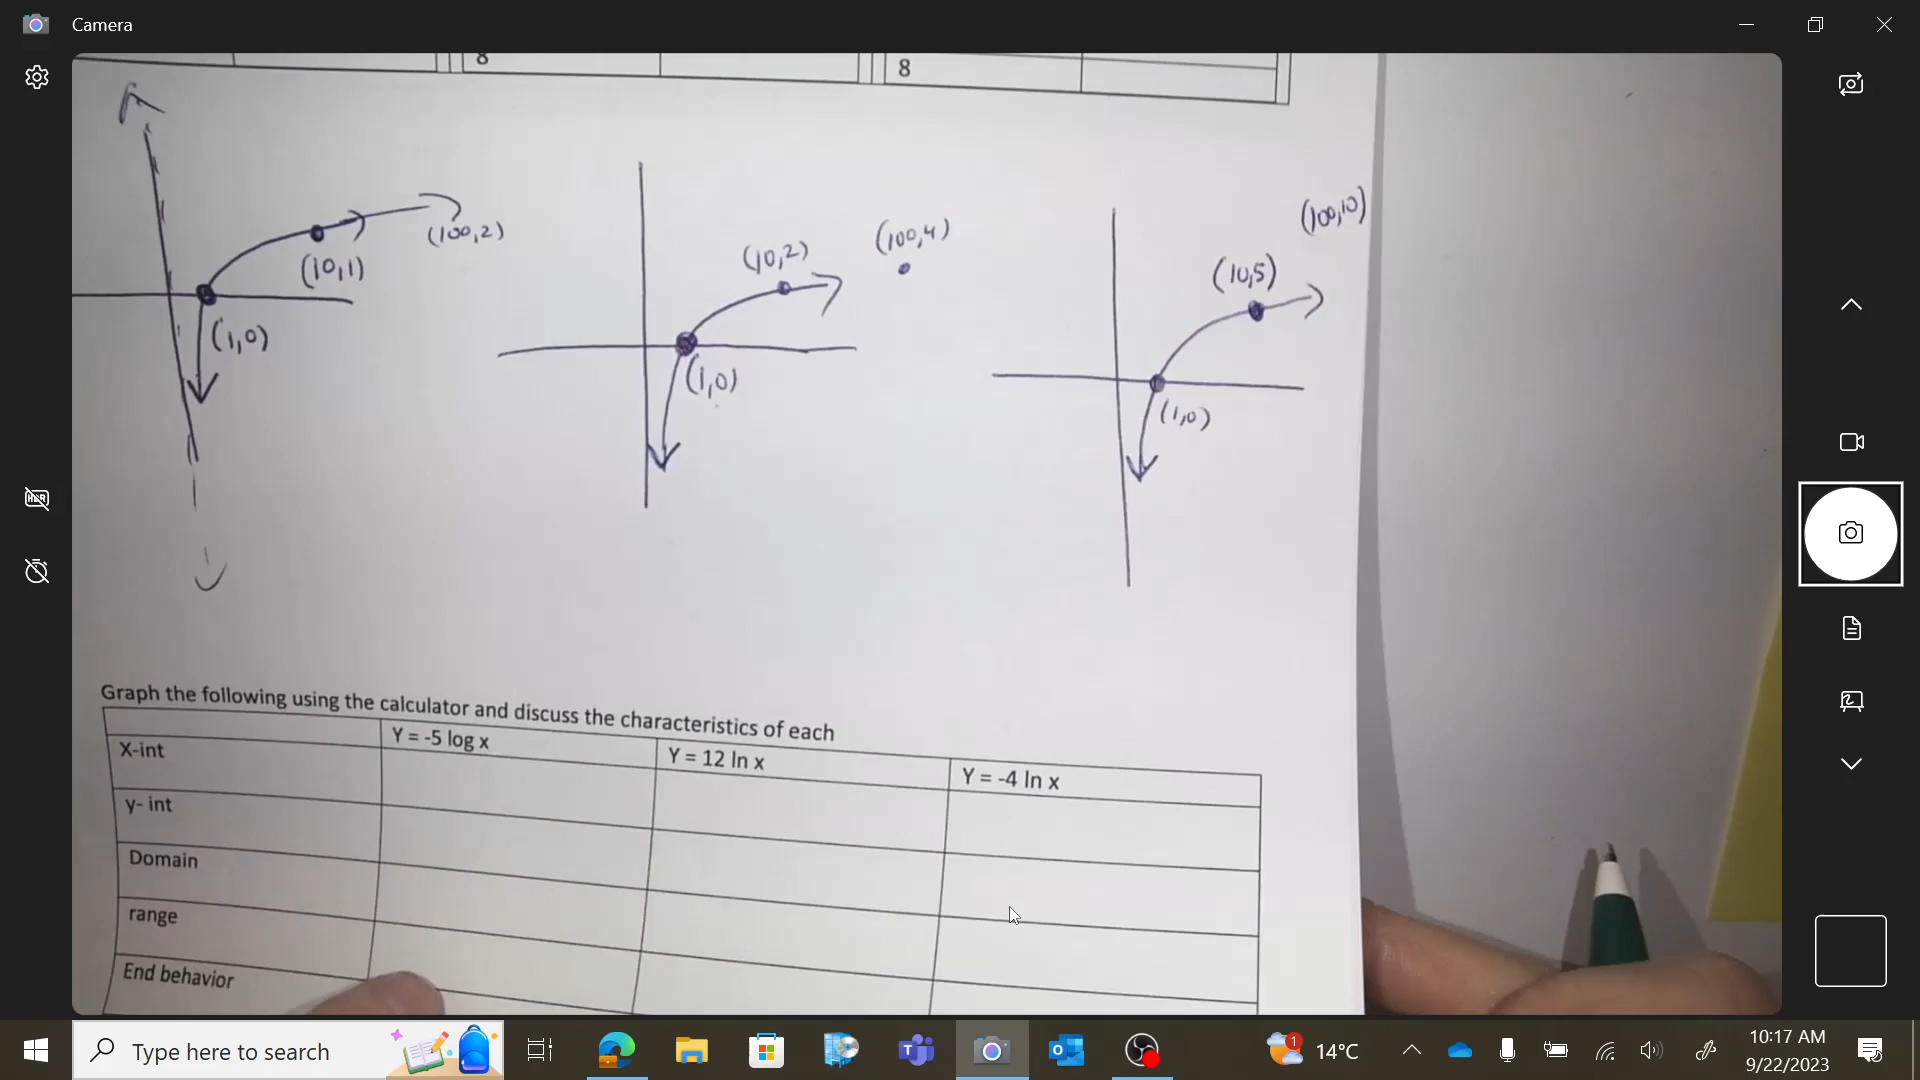 Camera
8
8
(100,2)
(10,1)
(1,0)
(10,2)
(100,4)
(1,0)
(100,10)
(10,5)
(1,0)
Graph the following using the calculator and discuss the characteristics of each
Y = -5 log x
Y = 12 ln x
Y = -4 ln x
X-int
y- int
Domain
range
End behavior
HDR
Type here to search
1
14°C
10:17 AM
9/22/2023